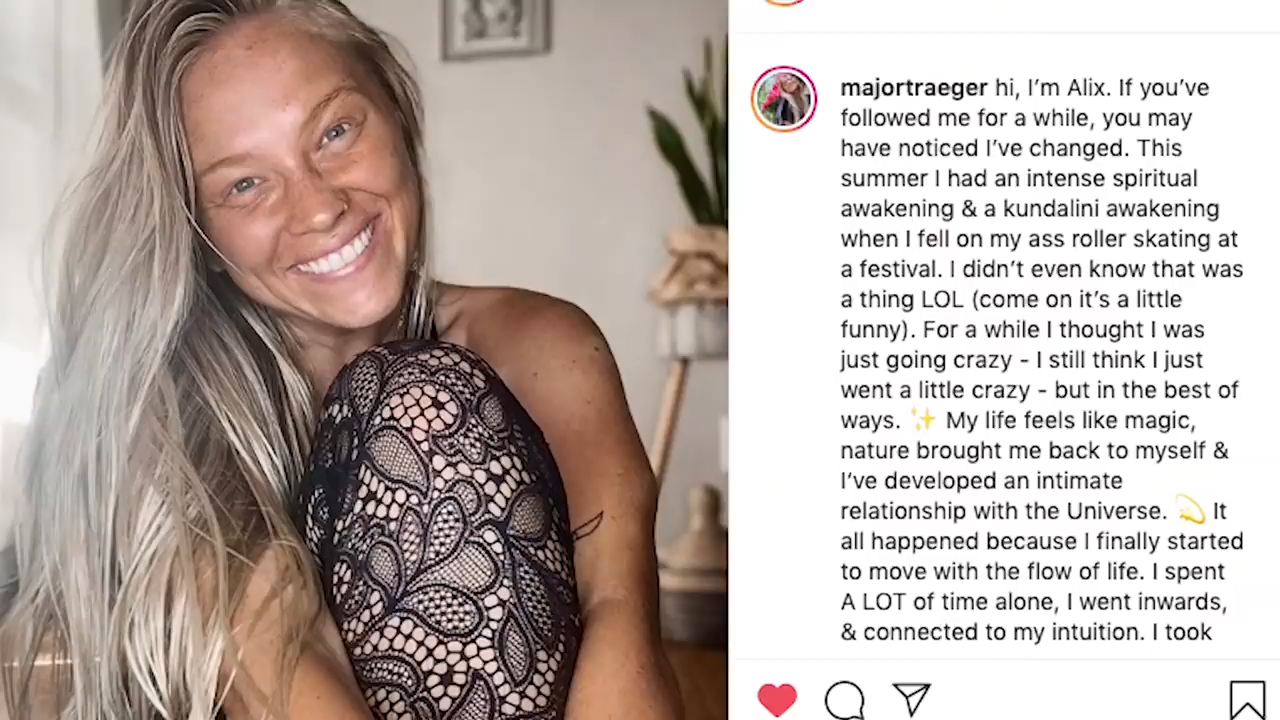 majortraeger hi, I’m Alix. If you’ve
followed me for a while, you may
have noticed I’ve changed. This
summer I had an intense spiritual
awakening & a kundalini awakening
when I fell on my ass roller skating at
a festival. I didn’t even know that was
a thing LOL (come on it’s a little
funny). For a while I thought I was
just going crazy - I still think I just
went a little crazy - but in the best of
ways. ✨ My life feels like magic,
nature brought me back to myself &
I’ve developed an intimate
relationship with the Universe. 💫 It
all happened because I finally started
to move with the flow of life. I spent
A LOT of time alone, I went inwards,
& connected to my intuition. I took